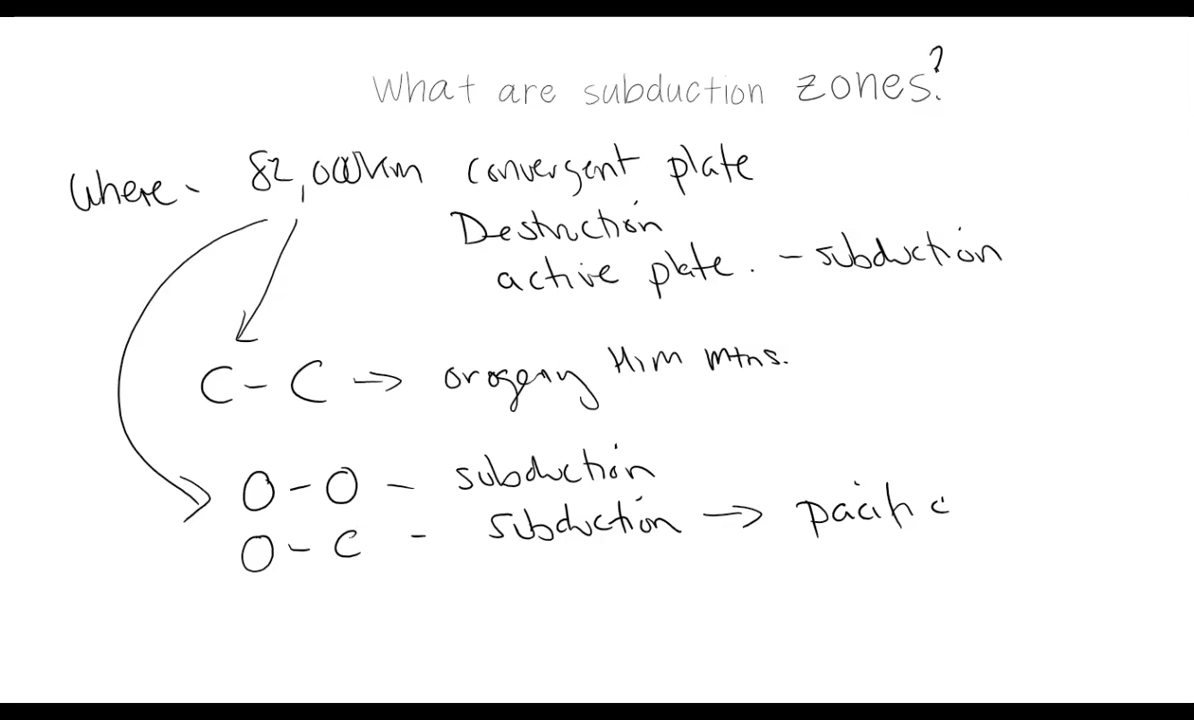 What are subduction zones?
Where - 82,000km convergent plate
Destruction
active plate. - subduction
C - C → orogeny Him mtns.
O - O - subduction
O - C - subduction → pacific